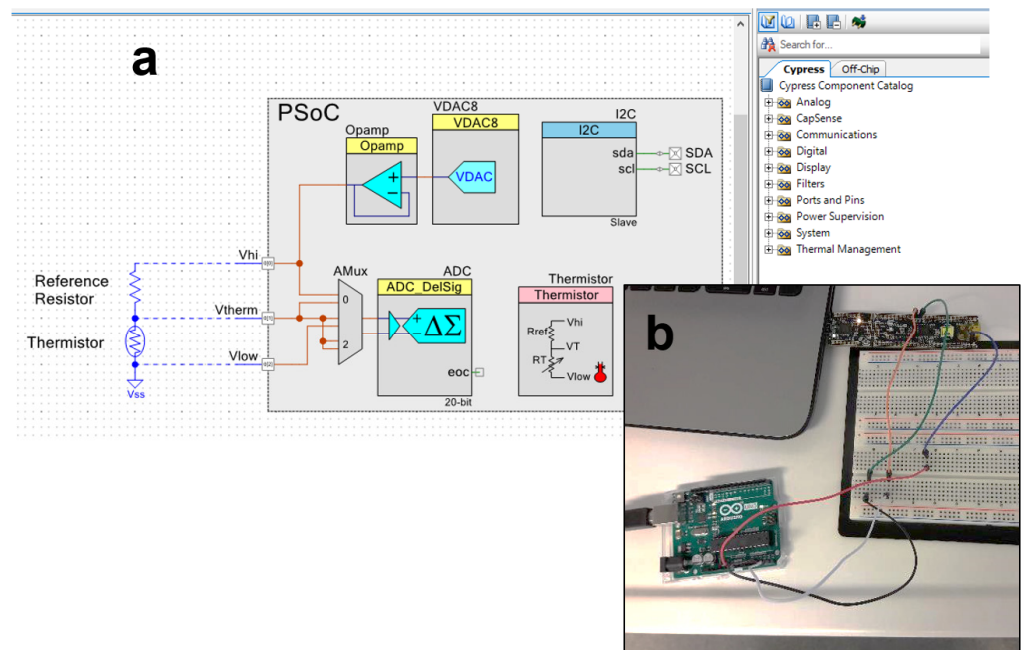 a
PSoC
Opamp
Opamp
VDAC8
VDAC8
VDAC
I2C
I2C
sda
scl
SDA
SCL
Slave
Vhi
Vtherm
Vlow
Reference
Resistor
Thermistor
Vss
AMux
0
2
ADC
ADC_DelSig
ΔΣ
eoc
20-bit
Thermistor
Thermistor
Rref
Vhi
VT
RT
Vlow
Search for...
Cypress
Off-Chip
Cypress Component Catalog
Analog
CapSense
Communications
Digital
Display
Filters
Ports and Pins
Power Supervision
System
Thermal Management
b
ARDUINO